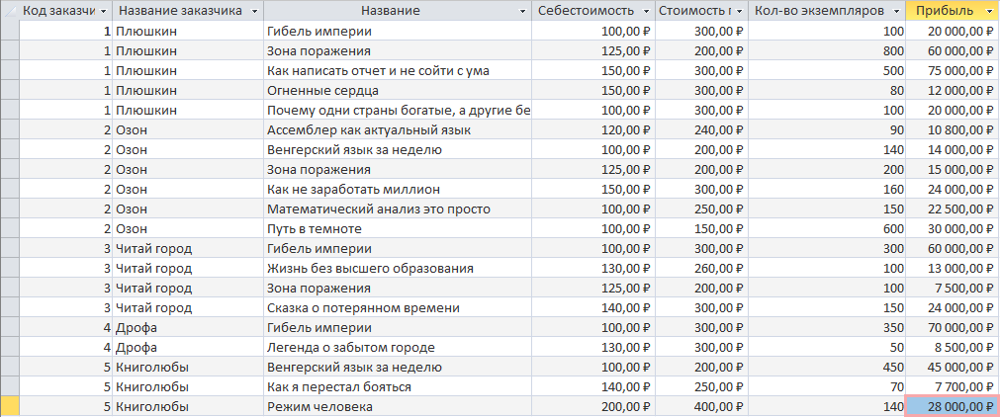 Код заказчи Название заказчика Название Себестоимость Стоимость г Кол-во экземпляров Прибыль
1 Плюшкин Гибель империи 100,00 ₽ 300,00 ₽ 100 20 000,00 ₽
1 Плюшкин Зона поражения 125,00 ₽ 200,00 ₽ 800 60 000,00 ₽
1 Плюшкин Как написать отчет и не сойти с ума 150,00 ₽ 300,00 ₽ 500 75 000,00 ₽
1 Плюшкин Огненные сердца 150,00 ₽ 300,00 ₽ 80 12 000,00 ₽
1 Плюшкин Почему одни страны богатые, а другие бе 100,00 ₽ 300,00 ₽ 100 20 000,00 ₽
2 Озон Ассемблер как актуальный язык 120,00 ₽ 240,00 ₽ 90 10 800,00 ₽
2 Озон Венгерский язык за неделю 100,00 ₽ 200,00 ₽ 140 14 000,00 ₽
2 Озон Зона поражения 125,00 ₽ 200,00 ₽ 200 15 000,00 ₽
2 Озон Как не заработать миллион 150,00 ₽ 300,00 ₽ 160 24 000,00 ₽
2 Озон Математический анализ это просто 100,00 ₽ 250,00 ₽ 150 22 500,00 ₽
2 Озон Путь в темноте 100,00 ₽ 150,00 ₽ 600 30 000,00 ₽
3 Читай город Гибель империи 100,00 ₽ 300,00 ₽ 300 60 000,00 ₽
3 Читай город Жизнь без высшего образования 130,00 ₽ 260,00 ₽ 100 13 000,00 ₽
3 Читай город Зона поражения 125,00 ₽ 200,00 ₽ 100 7 500,00 ₽
3 Читай город Сказка о потерянном времени 140,00 ₽ 300,00 ₽ 150 24 000,00 ₽
4 Дрофа Гибель империи 100,00 ₽ 300,00 ₽ 350 70 000,00 ₽
4 Дрофа Легенда о забытом городе 130,00 ₽ 300,00 ₽ 50 8 500,00 ₽
5 Книголюбы Венгерский язык за неделю 100,00 ₽ 200,00 ₽ 450 45 000,00 ₽
5 Книголюбы Как я перестал бояться 140,00 ₽ 250,00 ₽ 70 7 700,00 ₽
5 Книголюбы Режим человека 200,00 ₽ 400,00 ₽ 140 28 000,00 ₽